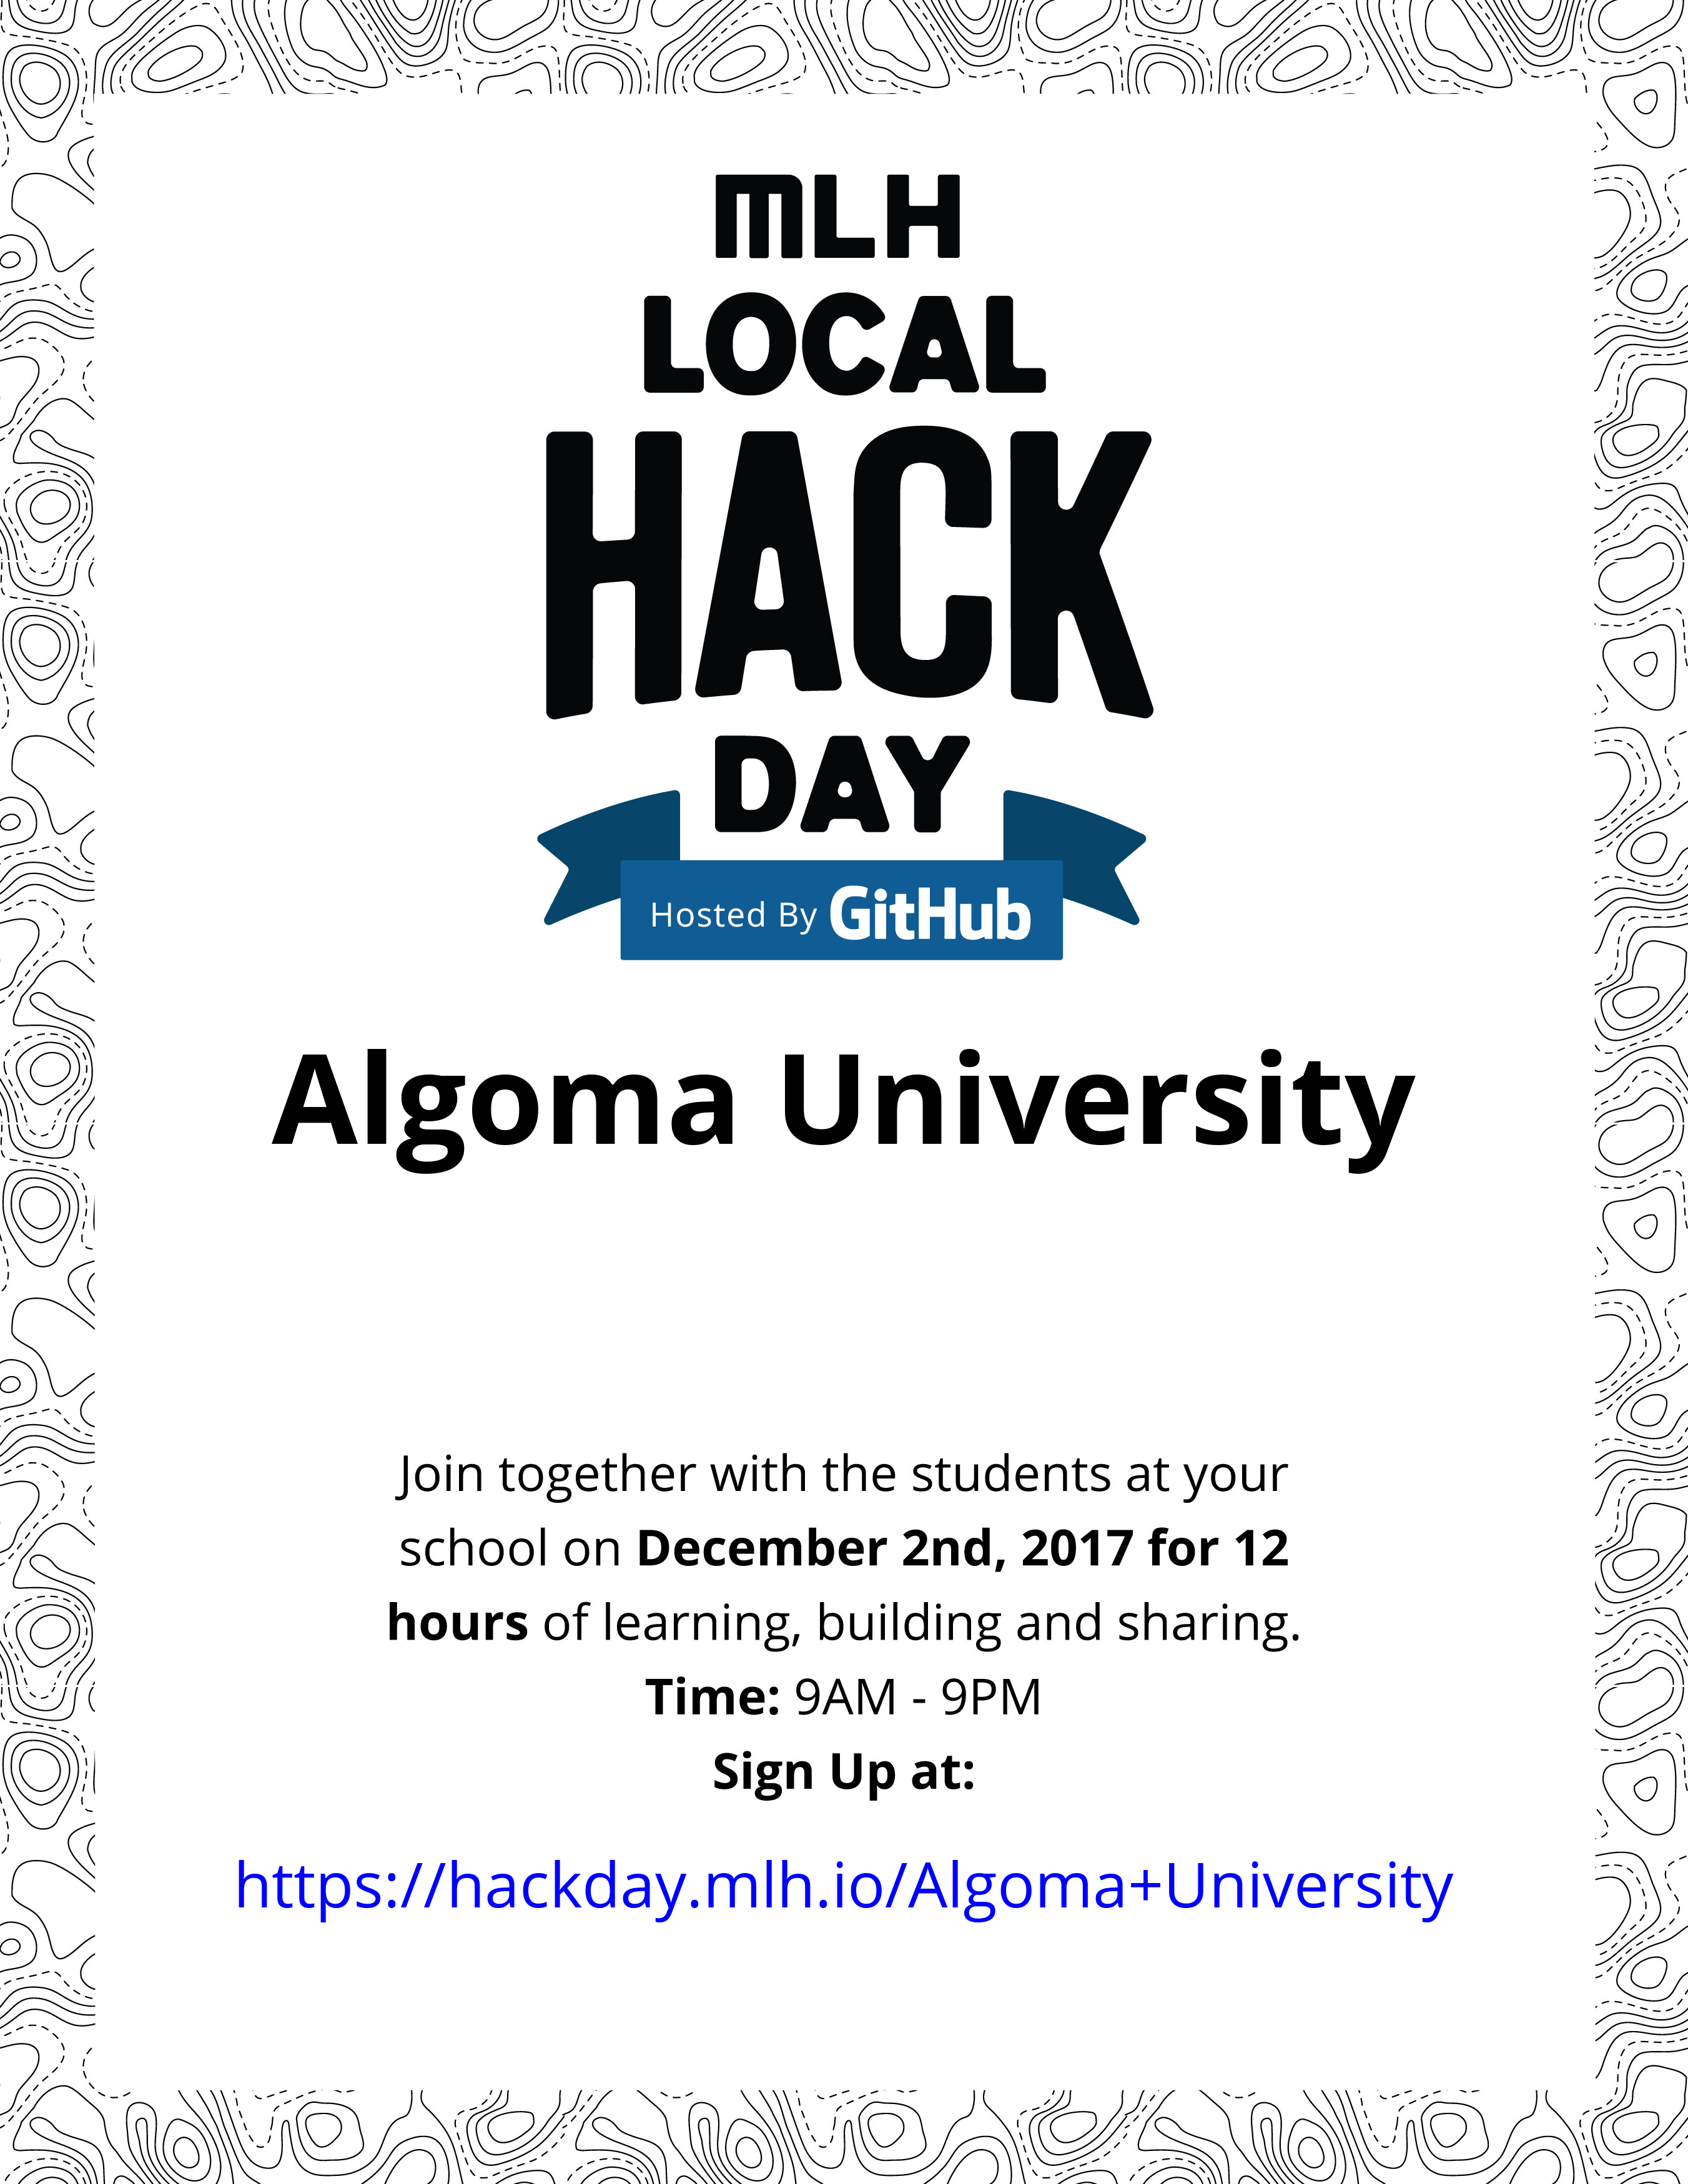 MLH
LOCAL
HACK
DAY
Hosted By GitHub
Algoma University
Join together with the students at your
school on December 2nd, 2017 for 12
hours of learning, building and sharing.
Time: 9AM - 9PM
Sign Up at:
https://hackday.mlh.io/Algoma+University